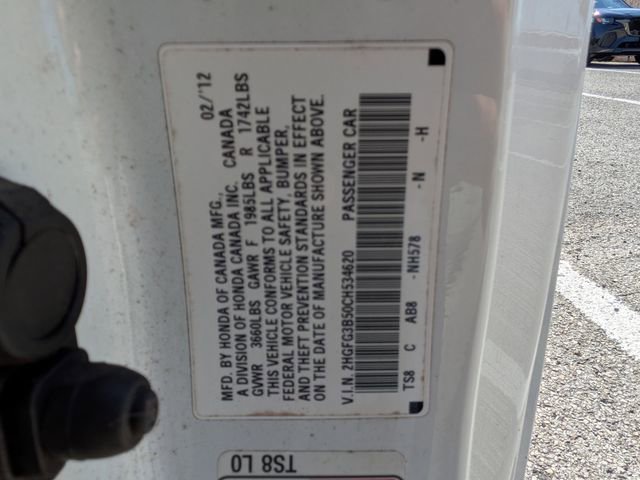 MFD. BY HONDA OF CANADA MFG., 02/'12
A DIVISION OF HONDA CANADA INC. CANADA
GVWR 3660LBS GAWR F 1985LBS R 1742LBS
THIS VEHICLE CONFORMS TO ALL APPLICABLE
FEDERAL MOTOR VEHICLE SAFETY, BUMPER,
AND THEFT PREVENTION STANDARDS IN EFFECT
ON THE DATE OF MANUFACTURE SHOWN ABOVE.
V.I.N. 2HGFG3B50CH534620 PASSENGER CAR
TS8 C AB8 -NH578 -N -H
TS8 L0